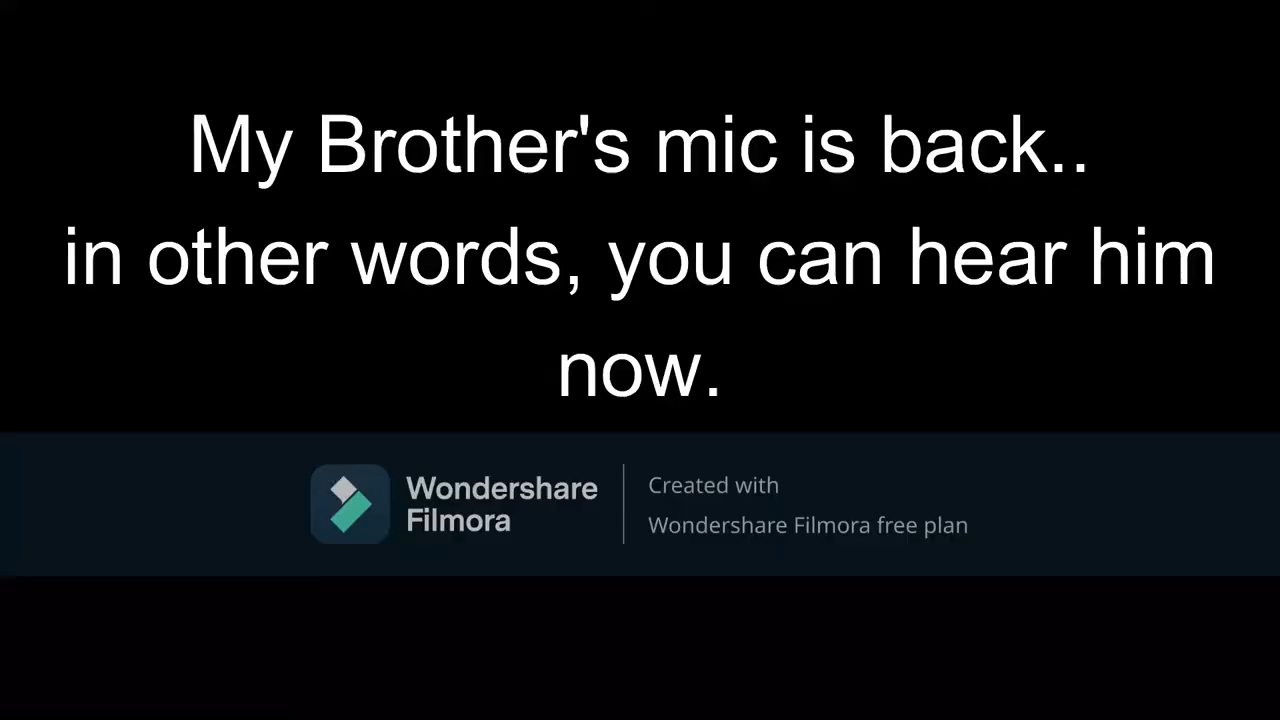 My Brother's mic is back..
in other words, you can hear him
now.
Wondershare
Filmora
Created with
Wondershare Filmora free plan